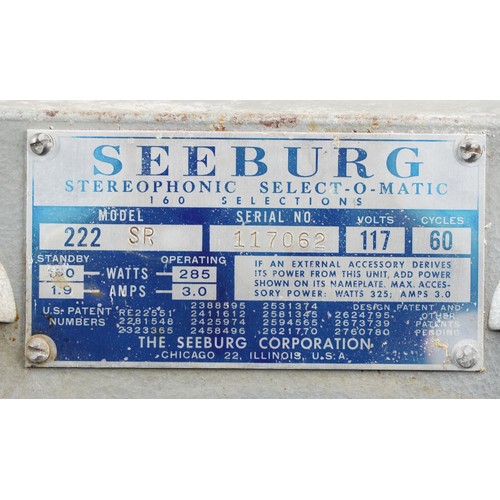 SEEBURG
STEREOPHONIC SELECT-O-MATIC
160 SELECTIONS
MODEL SERIAL NO. VOLTS CYCLES
222 SR 117062 117 60
STANDBY OPERATING
WATTS 285
1.9 AMPS 3.0
IF AN EXTERNAL ACCESSORY DERIVES
ITS POWER FROM THIS UNIT, ADD POWER
SHOWN ON ITS NAMEPLATE. MAX. ACCES-
SORY POWER: WATTS 325; AMPS 3.0
U.S. PATENT NUMBERS
RE22551 2388595 2411612 2581345 2531374 2624795
2281548 2425974 2594565 2673739
2323365 2458496 2621770 2760780
DESIGN PATENT AND
OTHER
PATENTS
PENDING
THE SEEBURG CORPORATION
CHICAGO 22, ILLINOIS, U.S.A.